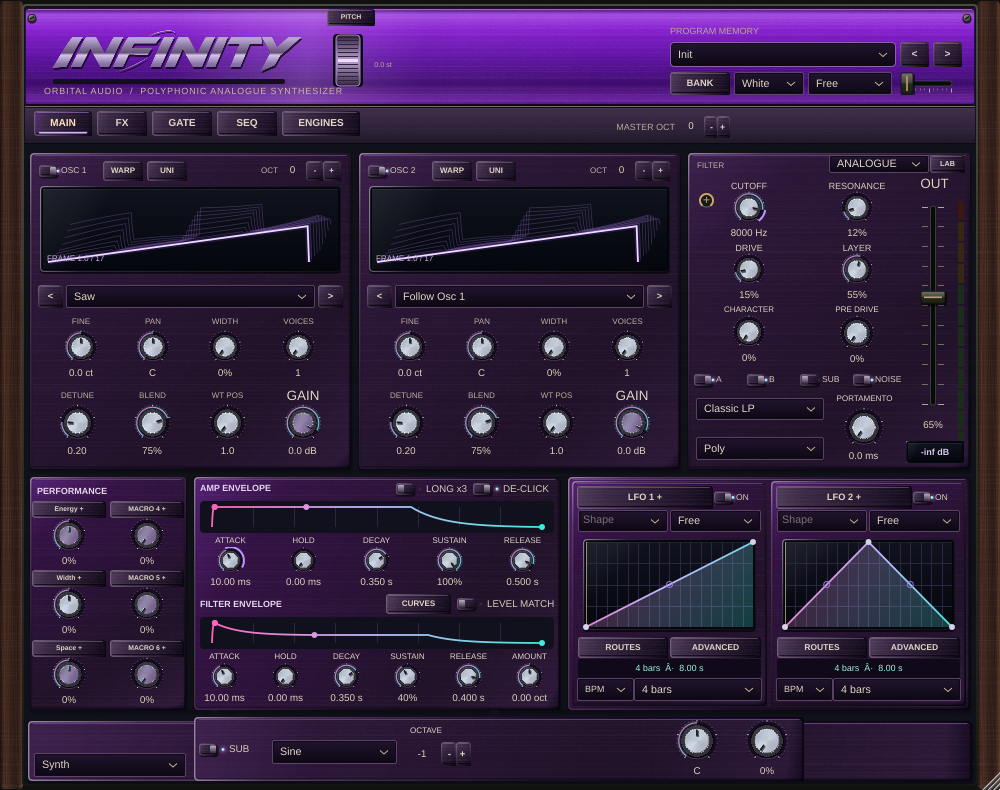 PITCH
INFINITY
0.0 st
ORBITAL AUDIO / POLYPHONIC ANALOGUE SYNTHESIZER
PROGRAM MEMORY
Init
< >
BANK White Free
MAIN FX GATE SEQ ENGINES
MASTER OCT 0 - +
OSC 1 WARP UNI OCT 0 - +
FRAME 1.0 / 17
< Saw >
FINE PAN WIDTH VOICES
0.0 ct C 0% 1
DETUNE BLEND WT POS GAIN
0.20 75% 1.0 0.0 dB
OSC 2 WARP UNI OCT 0 - +
FRAME 1.0 / 17
< Follow Osc 1 >
FINE PAN WIDTH VOICES
0.0 ct C 0% 1
DETUNE BLEND WT POS GAIN
0.20 75% 1.0 0.0 dB
FILTER ANALOGUE LAB
CUTOFF RESONANCE OUT
8000 Hz 12%
DRIVE LAYER
15% 55%
CHARACTER PRE DRIVE
0% 0%
A B SUB NOISE
Classic LP PORTAMENTO
Poly 0.0 ms
65%
-inf dB
PERFORMANCE
Energy + MACRO 4 +
0% 0%
Width + MACRO 5 +
0% 0%
Space + MACRO 6 +
0% 0%
AMP ENVELOPE LONG x3 DE-CLICK
ATTACK HOLD DECAY SUSTAIN RELEASE
10.00 ms 0.00 ms 0.350 s 100% 0.500 s
FILTER ENVELOPE CURVES LEVEL MATCH
ATTACK HOLD DECAY SUSTAIN RELEASE AMOUNT
10.00 ms 0.00 ms 0.350 s 40% 0.400 s 0.00 oct
LFO 1 + ON
Shape Free
ROUTES ADVANCED
4 bars Â· 8.00 s
BPM 4 bars
LFO 2 + ON
Shape Free
ROUTES ADVANCED
4 bars Â· 8.00 s
BPM 4 bars
Synth
SUB Sine
OCTAVE
-1 - +
C 0%